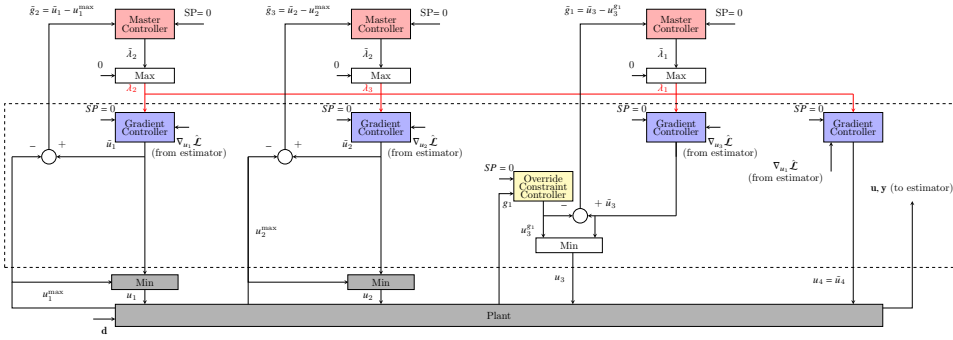 g̃₂ = ũ₁ − u₁^max
Master
Controller
SP= 0
g̃₃ = ũ₂ − u₂^max
Master
Controller
SP= 0
g̃₁ = ũ₃ − u₃^g₁
Master
Controller
SP= 0
λ̃₂
λ̃₂
λ̃₁
0
Max
0
Max
0
Max
λ₂
λ₃
λ₁
SP = 0
Gradient
Controller
SP = 0
Gradient
Controller
SP = 0
Gradient
Controller
SP = 0
Gradient
Controller
− + ũ₁
∇u₁ ℒ̂
(from estimator)
− + ũ₂
∇u₂ ℒ̂
(from estimator)
∇u₃ ℒ̂
(from estimator)
∇u₁ ℒ̂
(from estimator)
SP = 0
Override
Constraint
Controller
g₁
− + ũ₃
u, y (to estimator)
u₂^max
u₃^g₁
Min
u₃
u₄ = ũ₄
Min
Min
u₁^max
u₁
u₂
Plant
d